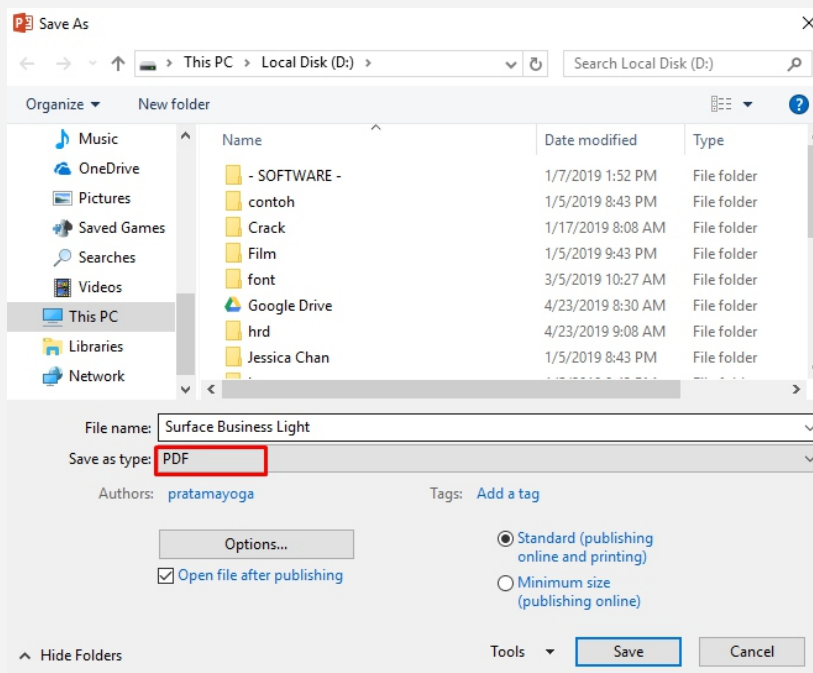 Save As
This PC > Local Disk (D:) >
Search Local Disk (D:)
Organize
New folder
?
Music
OneDrive
Pictures
Saved Games
Searches
Videos
This PC
Libraries
Network
Name Date modified Type
- SOFTWARE - 1/7/2019 1:52 PM File folder
contoh 1/5/2019 8:43 PM File folder
Crack 1/17/2019 8:08 AM File folder
Film 1/5/2019 9:43 PM File folder
font 3/5/2019 10:27 AM File folder
Google Drive 4/23/2019 8:30 AM File folder
hrd 4/23/2019 9:08 AM File folder
Jessica Chan 1/5/2019 8:43 PM File folder
File name: Surface Business Light
Save as type: PDF
Authors: pratamayoga
Tags: Add a tag
Options...
Open file after publishing
Standard (publishing
online and printing)
Minimum size
(publishing online)
Hide Folders
Tools
Save
Cancel